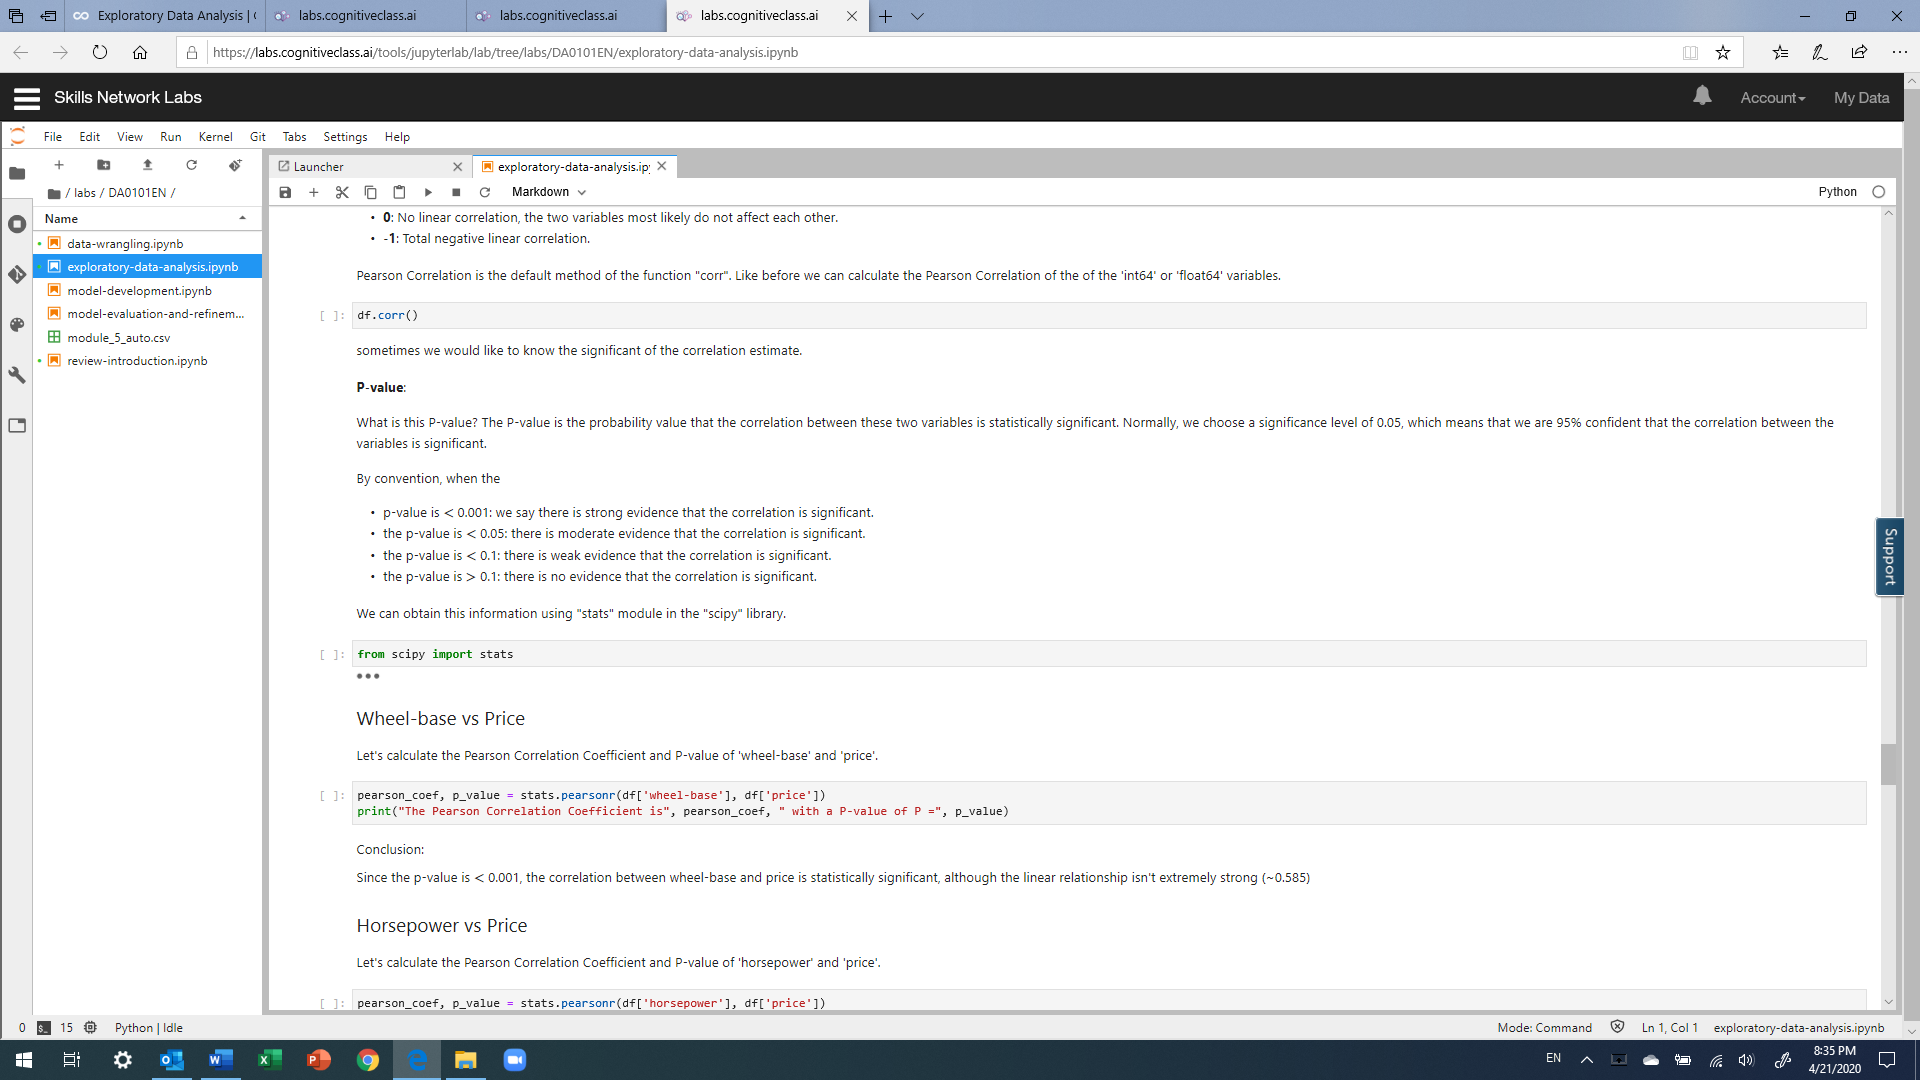 Exploratory Data Analysis | (
labs.cognitiveclass.ai
labs.cognitiveclass.ai
labs.cognitiveclass.ai
https://labs.cognitiveclass.ai/tools/jupyterlab/lab/tree/labs/DA0101EN/exploratory-data-analysis.ipynb
Skills Network Labs
Account
My Data
File Edit View Run Kernel Git Tabs Settings Help
/ labs / DA0101EN /
Name
data-wrangling.ipynb
exploratory-data-analysis.ipynb
model-development.ipynb
model-evaluation-and-refinem...
module_5_auto.csv
review-introduction.ipynb
Launcher
exploratory-data-analysis.ip
Markdown
Python
• 0: No linear correlation, the two variables most likely do not affect each other.
• -1: Total negative linear correlation.
Pearson Correlation is the default method of the function "corr". Like before we can calculate the Pearson Correlation of the of the 'int64' or 'float64' variables.
[ ]: df.corr()
sometimes we would like to know the significant of the correlation estimate.
P-value:
What is this P-value? The P-value is the probability value that the correlation between these two variables is statistically significant. Normally, we choose a significance level of 0.05, which means that we are 95% confident that the correlation between the
variables is significant.
By convention, when the
• p-value is < 0.001: we say there is strong evidence that the correlation is significant.
• the p-value is < 0.05: there is moderate evidence that the correlation is significant.
• the p-value is < 0.1: there is weak evidence that the correlation is significant.
• the p-value is > 0.1: there is no evidence that the correlation is significant.
We can obtain this information using "stats" module in the "scipy" library.
[ ]: from scipy import stats
•••
Wheel-base vs Price
Let's calculate the Pearson Correlation Coefficient and P-value of 'wheel-base' and 'price'.
[ ]: pearson_coef, p_value = stats.pearsonr(df['wheel-base'], df['price'])
print("The Pearson Correlation Coefficient is", pearson_coef, " with a P-value of P =", p_value)
Conclusion:
Since the p-value is < 0.001, the correlation between wheel-base and price is statistically significant, although the linear relationship isn't extremely strong (~0.585)
Horsepower vs Price
Let's calculate the Pearson Correlation Coefficient and P-value of 'horsepower' and 'price'.
[ ]: pearson_coef, p_value = stats.pearsonr(df['horsepower'], df['price'])
Support
0 15 Python | Idle
Mode: Command Ln 1, Col 1 exploratory-data-analysis.ipynb
EN
8:35 PM
4/21/2020